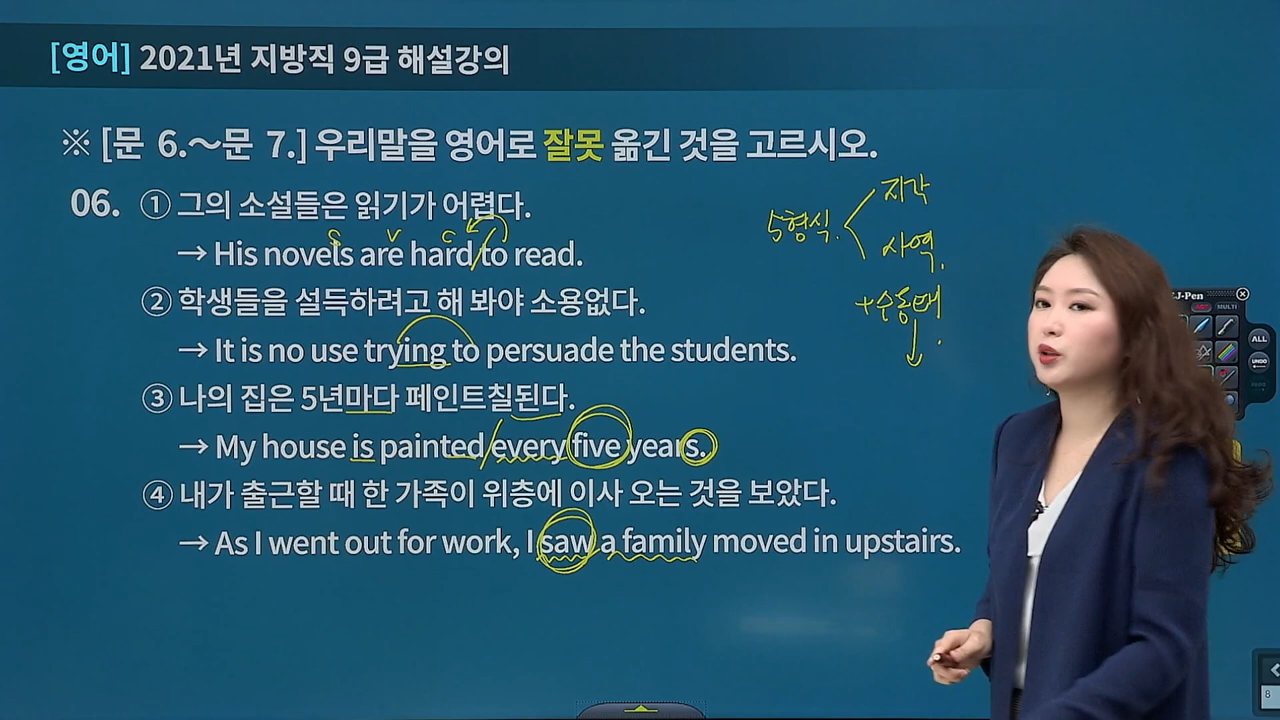 [영어] 2021년 지방직 9급 해설강의
※ [문 6.～문 7.] 우리말을 영어로 잘못 옮긴 것을 고르시오.
06. ① 그의 소설들은 읽기가 어렵다.
S V C
→ His novels are hard to read.
② 학생들을 설득하려고 해 봐야 소용없다.
→ It is no use trying to persuade the students.
③ 나의 집은 5년마다 페인트칠된다.
→ My house is painted every five years.
④ 내가 출근할 때 한 가족이 위층에 이사 오는 것을 보았다.
→ As I went out for work, I saw a family moved in upstairs.
지각
5형식.
사역.
+수동태
J-Pen
MULTI
ALL
UNDO
8